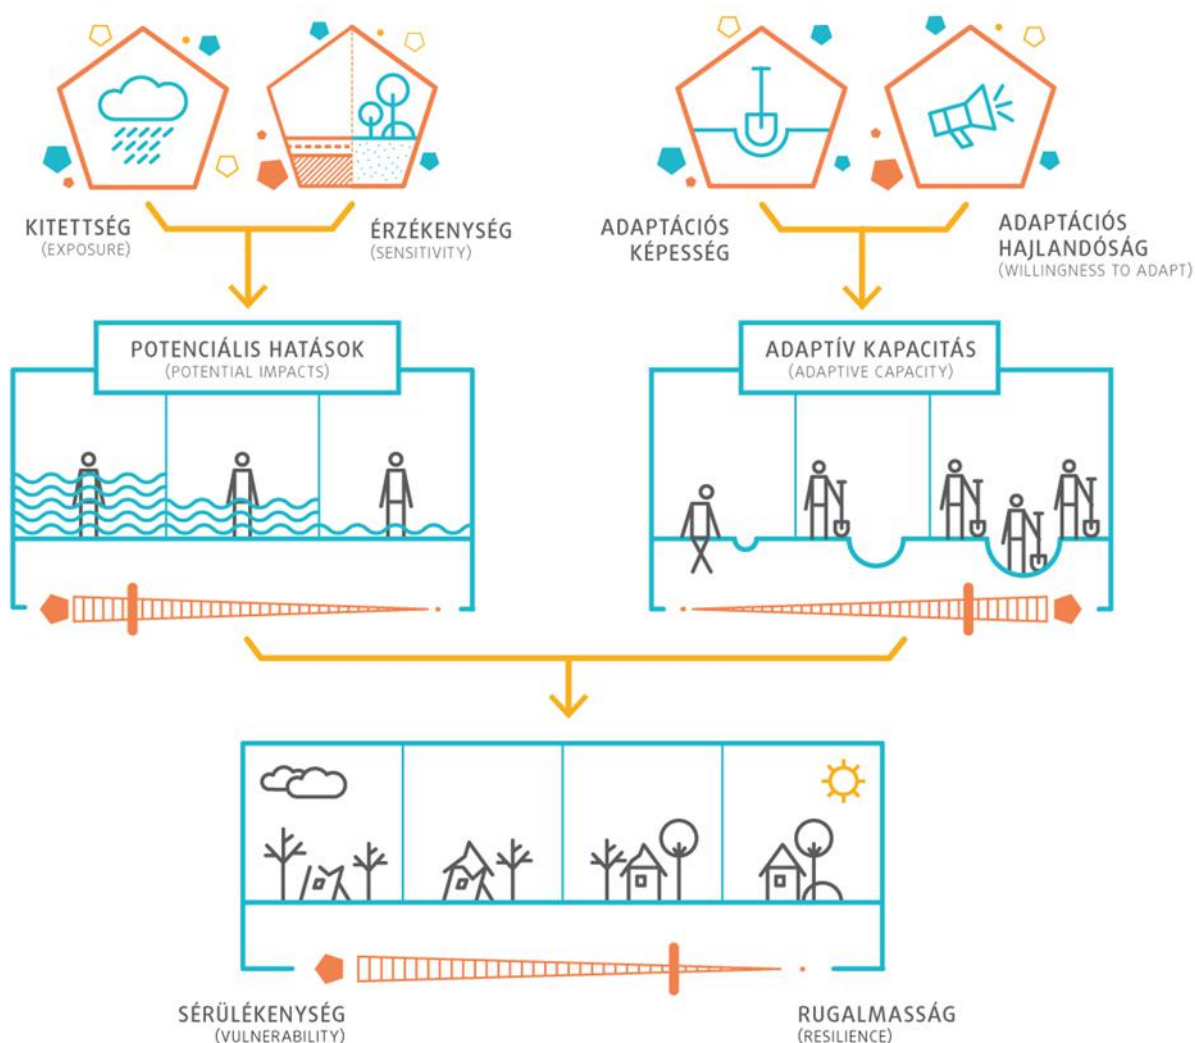 KITETTSÉG
(EXPOSURE)
ÉRZÉKENYSÉG
(SENSITIVITY)
ADAPTÁCIÓS
KÉPESSÉG
ADAPTÁCIÓS
HAJLANDÓSÁG
(WILLINGNESS TO ADAPT)
POTENCIÁLIS HATÁSOK
(POTENTIAL IMPACTS)
ADAPTÍV KAPACITÁS
(ADAPTIVE CAPACITY)
SÉRÜLÉKENYSÉG
(VULNERABILITY)
RUGALMASSÁG
(RESILIENCE)